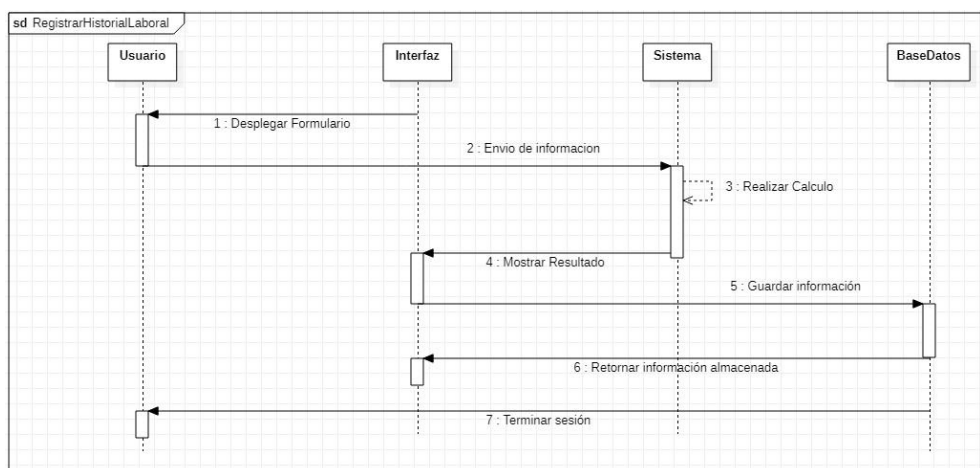 sd RegistrarHistorialLaboral
Usuario
Interfaz
Sistema
BaseDatos
1 : Desplegar Formulario
2 : Envio de informacion
3 : Realizar Calculo
4 : Mostrar Resultado
5 : Guardar información
6 : Retornar información almacenada
7 : Terminar sesión